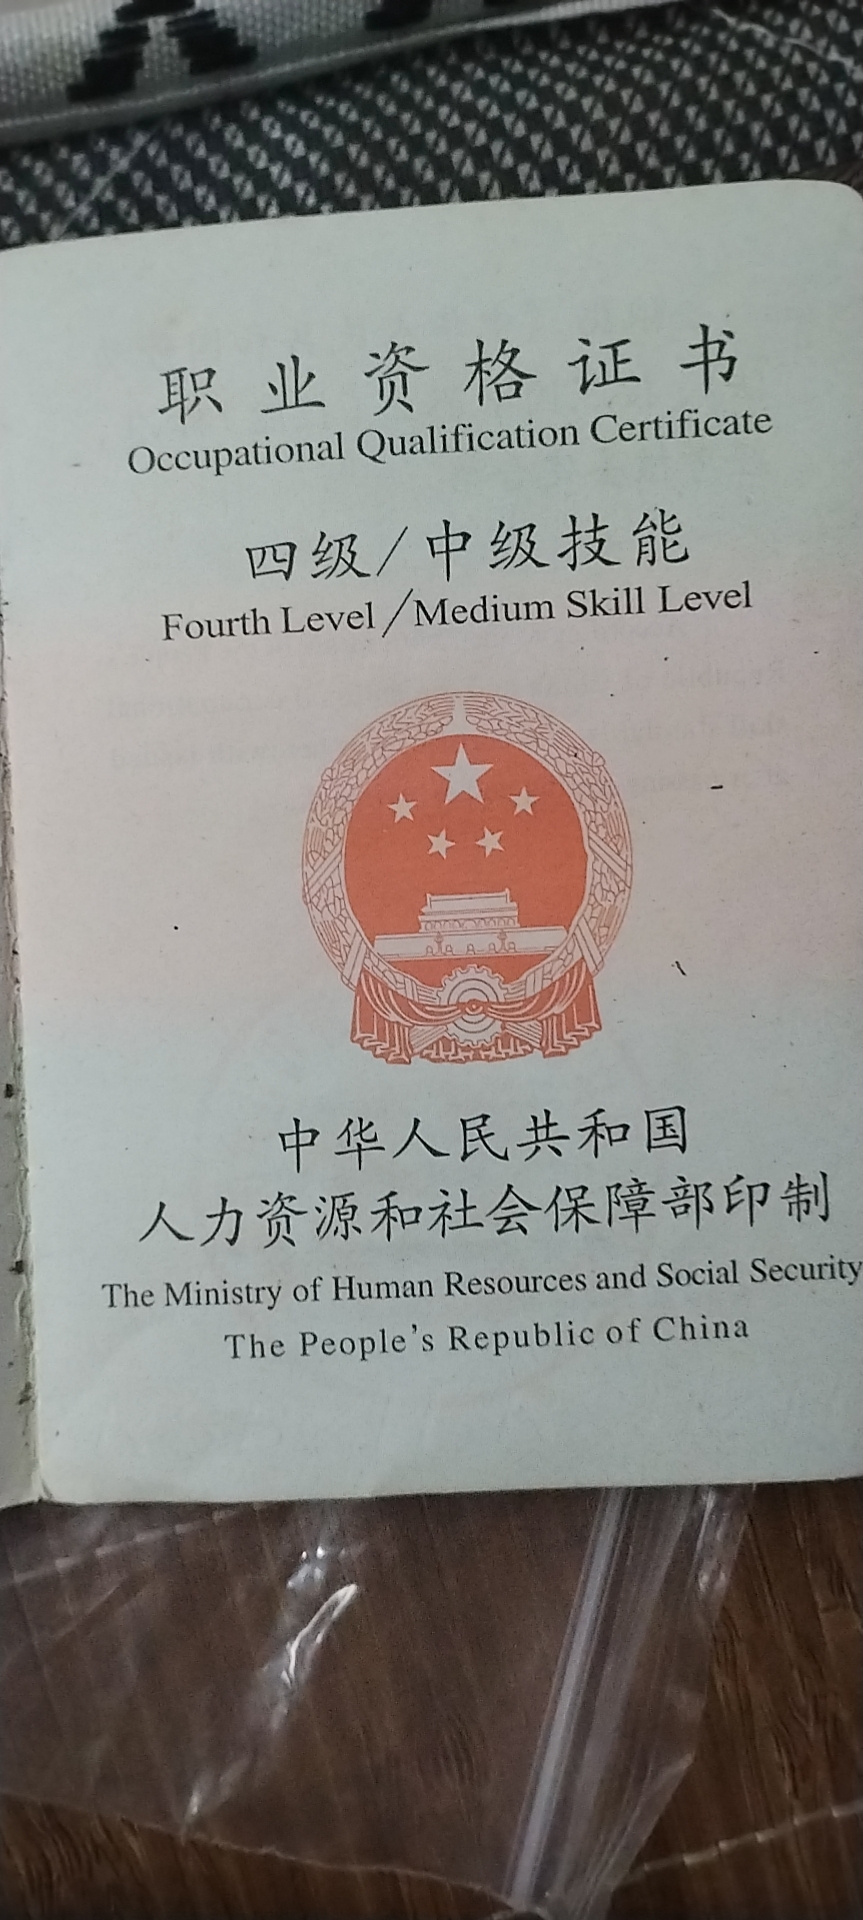 职业资格证书
Occupational Qualification Certificate
四级/中级技能
Fourth Level/Medium Skill Level
中华人民共和国
人力资源和社会保障部印制
The Ministry of Human Resources and Social Security
The People's Republic of China